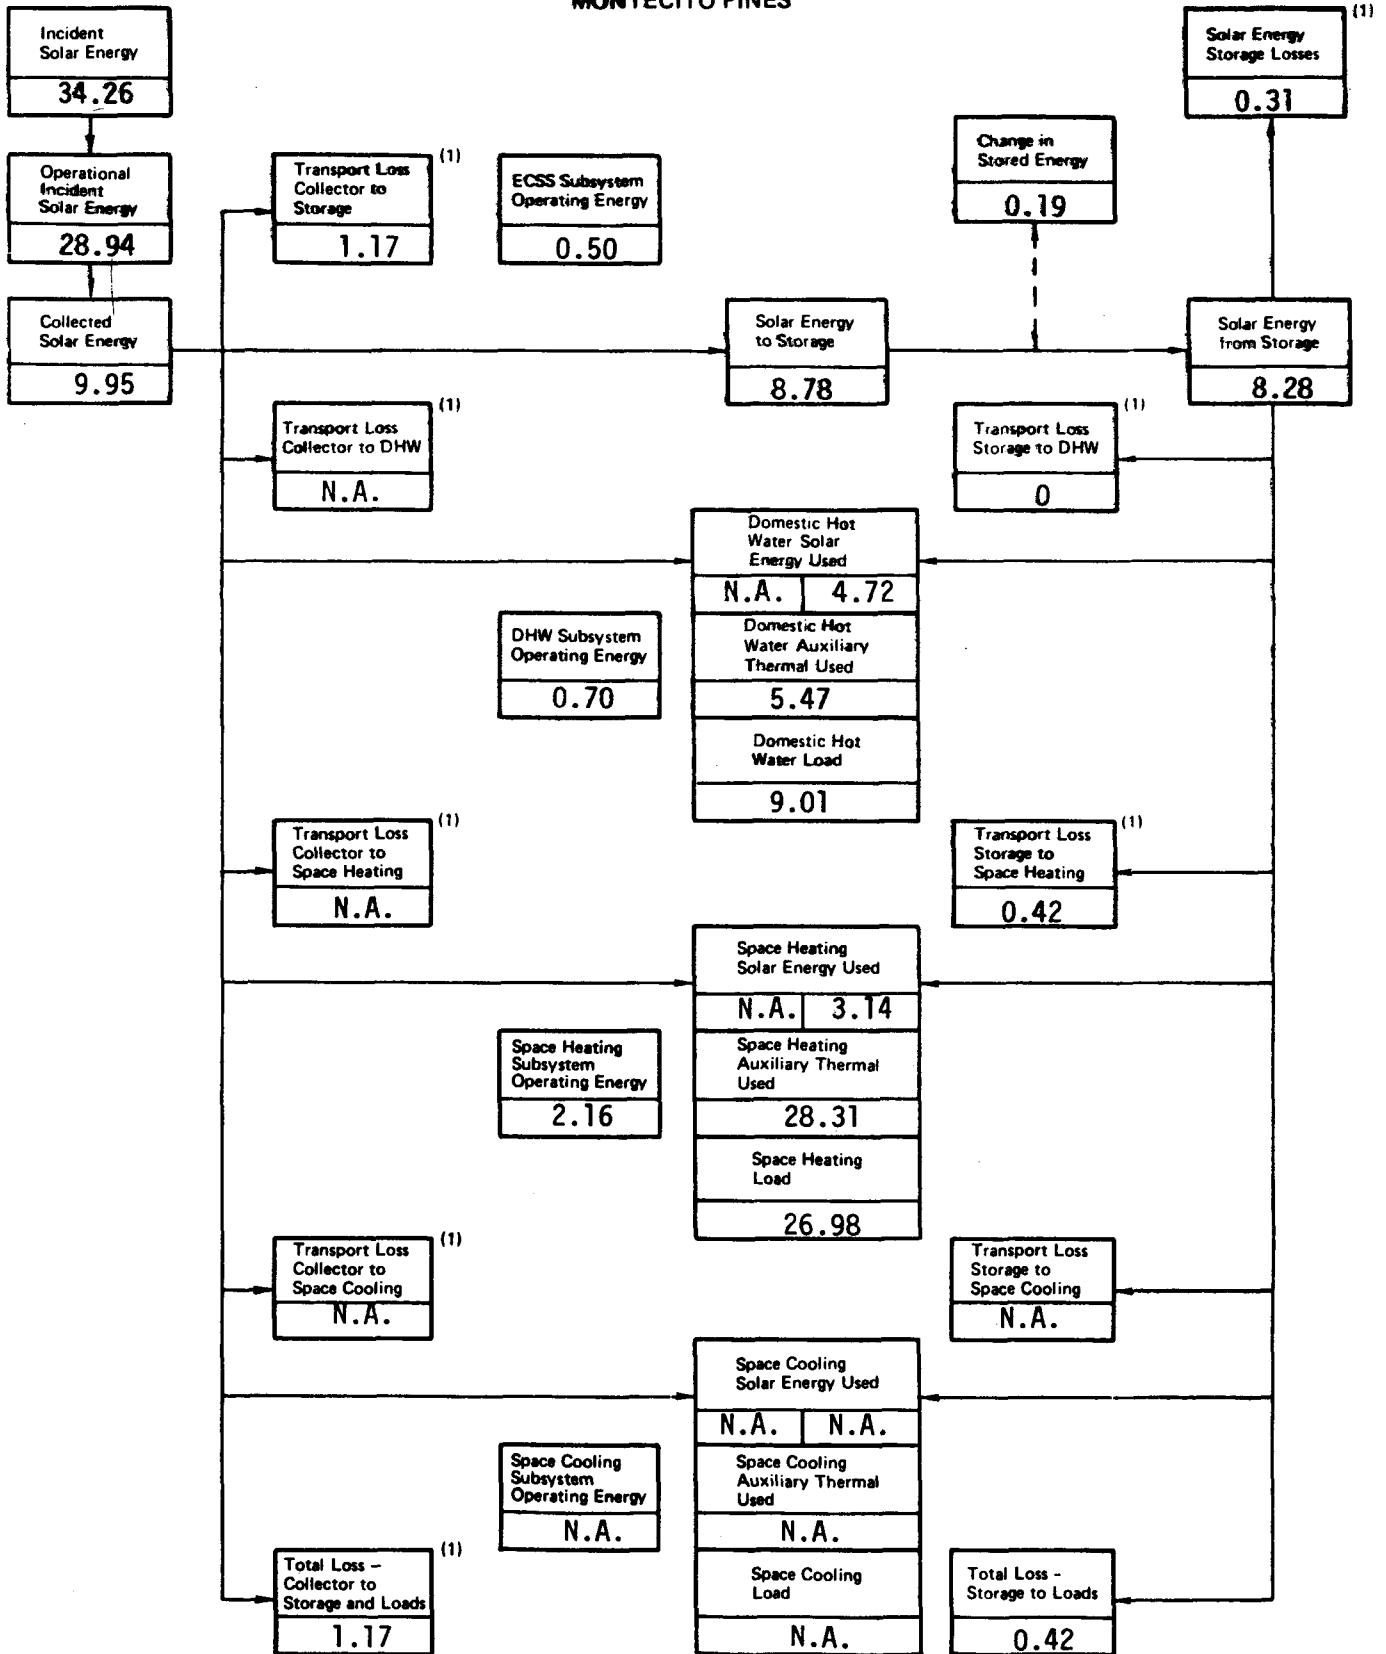 MONTECITO PINES
Incident
Solar Energy
34.26
(1)
Solar Energy
Storage Losses
0.31
Operational
Incident
Solar Energy
28.94
(1)
Transport Loss
Collector to
Storage
1.17
ECSS Subsystem
Operating Energy
0.50
Change in
Stored Energy
0.19
Collected
Solar Energy
9.95
Solar Energy
to Storage
8.78
Solar Energy
from Storage
8.28
(1)
Transport Loss
Collector to DHW
N.A.
(1)
Transport Loss
Storage to DHW
0
Domestic Hot
Water Solar
Energy Used
N.A. 4.72
DHW Subsystem
Operating Energy
0.70
Domestic Hot
Water Auxiliary
Thermal Used
5.47
Domestic Hot
Water Load
9.01
(1)
Transport Loss
Collector to
Space Heating
N.A.
(1)
Transport Loss
Storage to
Space Heating
0.42
Space Heating
Solar Energy Used
N.A. 3.14
Space Heating
Subsystem
Operating Energy
2.16
Space Heating
Auxiliary Thermal
Used
28.31
Space Heating
Load
26.98
(1)
Transport Loss
Collector to
Space Cooling
N.A.
Transport Loss
Storage to
Space Cooling
N.A.
Space Cooling
Solar Energy Used
N.A. N.A.
Space Cooling
Subsystem
Operating Energy
N.A.
Space Cooling
Auxiliary Thermal
Used
N.A.
(1)
Total Loss –
Collector to
Storage and Loads
1.17
Space Cooling
Load
N.A.
Total Loss -
Storage to Loads
0.42